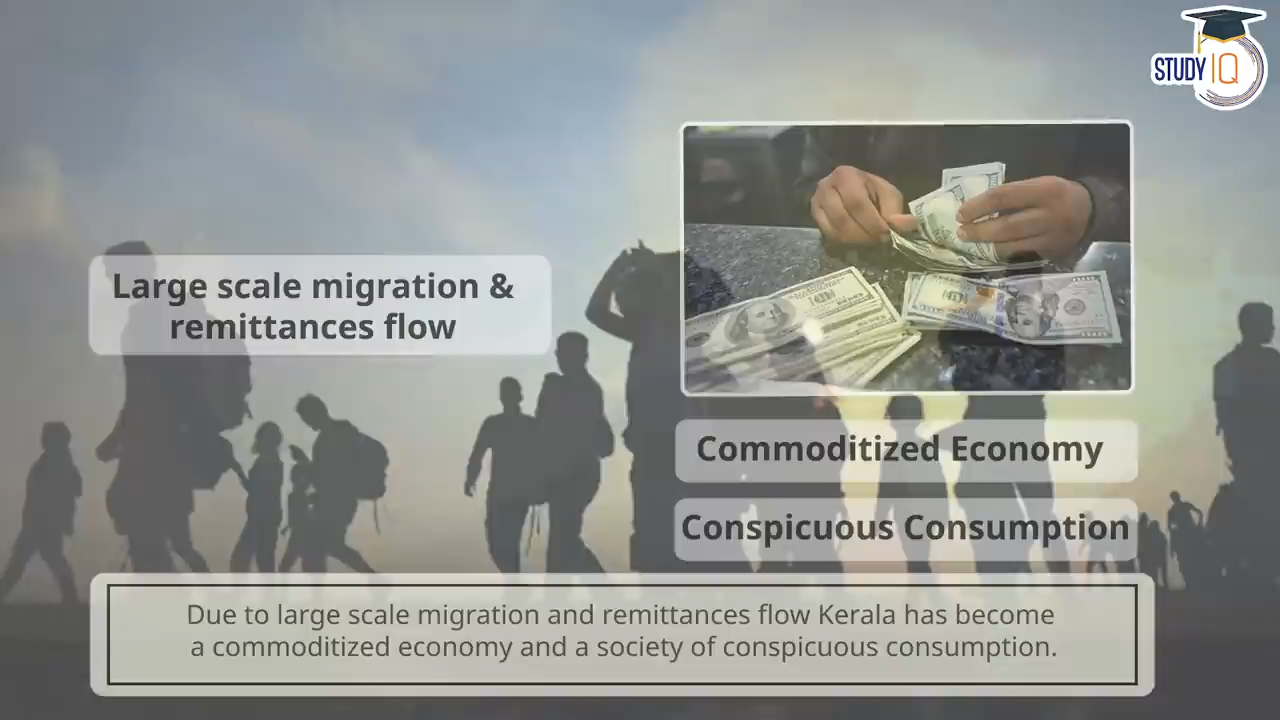 STUDY IQ
Large scale migration &
remittances flow
Commoditized Economy
Conspicuous Consumption
Due to large scale migration and remittances flow Kerala has become
a commoditized economy and a society of conspicuous consumption.